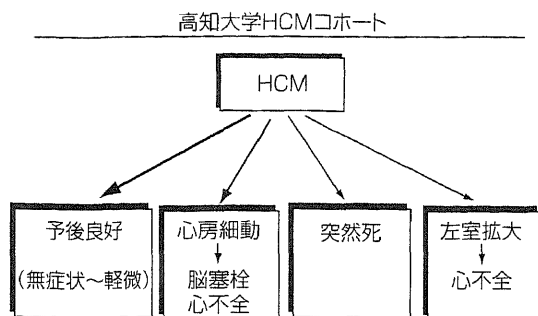 高知大学HCMコホート
HCM
予後良好
(無症状～軽微)
心房細動
↓
脳塞栓
心不全
突然死
左室拡大
↓
心不全